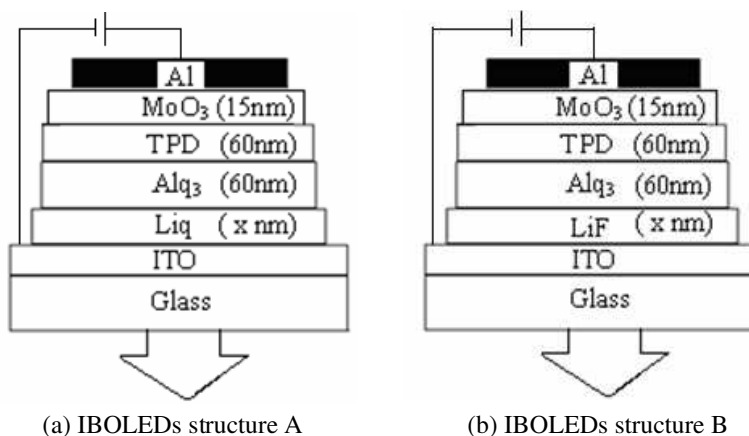 Al
MoO₃ (15nm)
TPD (60nm)
Alq₃ (60nm)
Liq ( x nm)
ITO
Glass
(a) IBOLEDs structure A
Al
MoO₃ (15nm)
TPD (60nm)
Alq₃ (60nm)
LiF ( x nm)
ITO
Glass
(b) IBOLEDs structure B